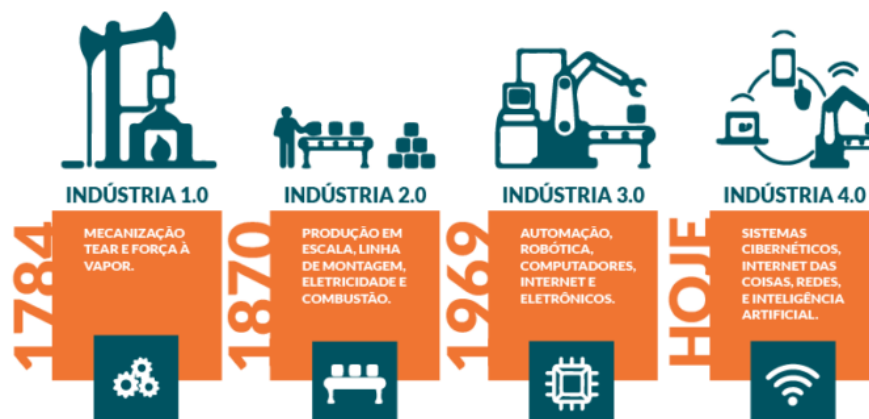 INDÚSTRIA 1.0
1784
MECANIZAÇÃO
TEAR E FORÇA À
VAPOR.
INDÚSTRIA 2.0
1870
PRODUÇÃO EM
ESCALA, LINHA
DE MONTAGEM,
ELETRICIDADE E
COMBUSTÃO.
INDÚSTRIA 3.0
1969
AUTOMAÇÃO,
ROBÓTICA,
COMPUTADORES,
INTERNET E
ELETRÔNICOS.
INDÚSTRIA 4.0
HOJE
SISTEMAS
CIBERNÉTICOS,
INTERNET DAS
COISAS, REDES,
E INTELIGÊNCIA
ARTIFICIAL.